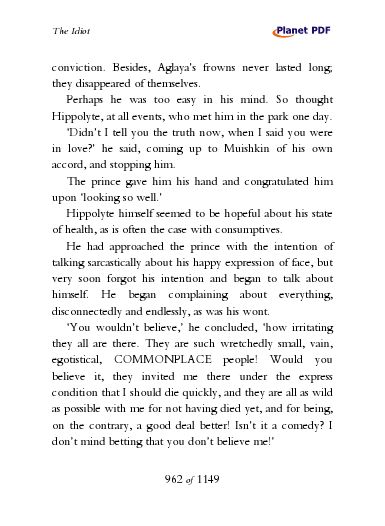 The Idiot
Planet PDF
conviction. Besides, Aglaya's frowns never lasted long;
they disappeared of themselves.
Perhaps he was too easy in his mind. So thought
Hippolyte, at all events, who met him in the park one day.
'Didn't I tell you the truth now, when I said you were
in love?' he said, coming up to Muishkin of his own
accord, and stopping him.
The prince gave him his hand and congratulated him
upon 'looking so well.'
Hippolyte himself seemed to be hopeful about his state
of health, as is often the case with consumptives.
He had approached the prince with the intention of
talking sarcastically about his happy expression of face, but
very soon forgot his intention and began to talk about
himself. He began complaining about everything,
disconnectedly and endlessly, as was his wont.
'You wouldn't believe,' he concluded, 'how irritating
they all are there. They are such wretchedly small, vain,
egotistical, COMMONPLACE people! Would you
believe it, they invited me there under the express
condition that I should die quickly, and they are all as wild
as possible with me for not having died yet, and for being,
on the contrary, a good deal better! Isn't it a comedy? I
don't mind betting that you don't believe me!'
962 of 1149